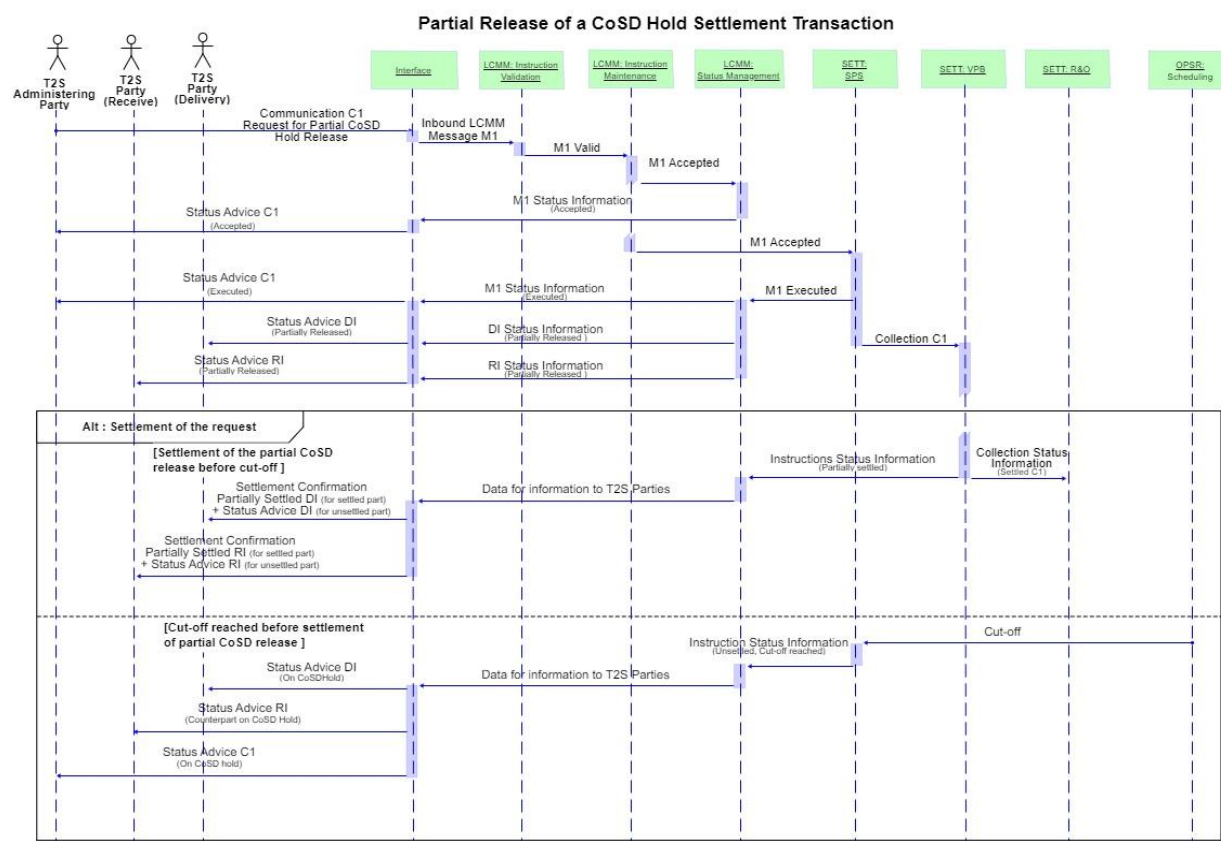 Partial Release of a CoSD Hold Settlement Transaction
T2S
Administering
Party
T2S
Party
(Receive)
T2S
Party
(Delivery)
Interface
LCMM: Instruction
Validation
LCMM: Instruction
Maintenance
LCMM:
Status Management
SETT:
SPS
SETT: VPB
SETT: R&O
OPSR:
Scheduling
Communication C1
Request for Partial CoSD
Hold Release
Inbound LCMM
Message M1
M1 Valid
M1 Accepted
M1 Status Information
(Accepted)
Status Advice C1
(Accepted)
M1 Accepted
Status Advice C1
(Executed)
M1 Status Information
(Executed)
M1 Executed
Status Advice DI
(Partially Released)
DI Status Information
(Partially Released )
Collection C1
Status Advice RI
(Partially Released)
RI Status Information
(Partially Released )
Alt : Settlement of the request
[Settlement of the partial CoSD
release before cut-off ]
Instructions Status Information
(Partially settled)
Collection Status
Information
(Settled C1)
Data for information to T2S Parties
Settlement Confirmation
Partially Settled DI (for settled part)
+ Status Advice DI (for unsettled part)
Settlement Confirmation
Partially Settled RI (for settled part)
+ Status Advice RI (for unsettled part)
[Cut-off reached before settlement
of partial CoSD release ]
Cut-off
Instruction Status Information
(Unsettled, Cut-off reached)
Data for information to T2S Parties
Status Advice DI
(On CoSDHold)
Status Advice RI
(Counterpart on CoSD Hold)
Status Advice C1
(On CoSD hold)